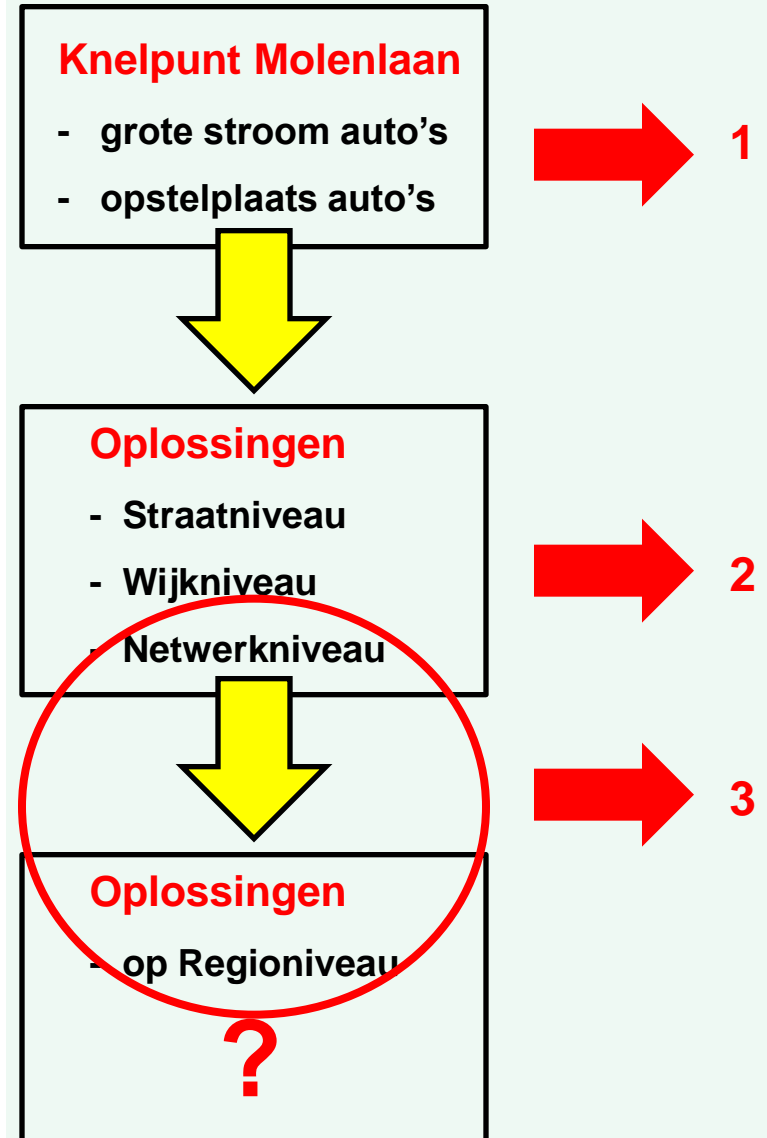 Knelpunt Molenlaan
- grote stroom auto’s
- opstelplaats auto’s
1
Oplossingen
- Straatniveau
- Wijkniveau
- Netwerkniveau
2
3
Oplossingen
- op Regioniveau
?